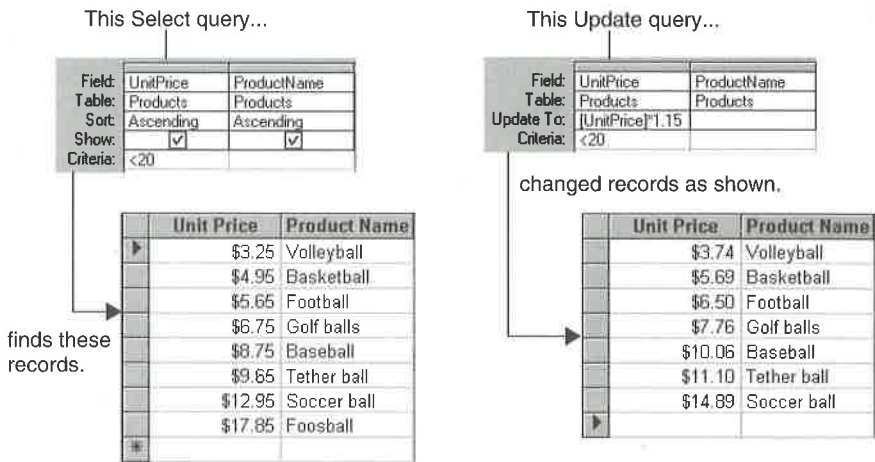 This Select query...
Field: UnitPrice ProductName
Table: Products Products
Sort: Ascending Ascending
Show:
Criteria: <20
finds these
records.
Unit Price Product Name
$3.25 Volleyball
$4.95 Basketball
$5.65 Football
$6.75 Golf balls
$8.75 Baseball
$9.65 Tether ball
$12.95 Soccer ball
$17.85 Foosball
This Update query...
Field: UnitPrice ProductName
Table: Products Products
Update To: [UnitPrice]*1.15
Criteria: <20
changed records as shown.
Unit Price Product Name
$3.74 Volleyball
$5.69 Basketball
$6.50 Football
$7.76 Golf balls
$10.06 Baseball
$11.10 Tether ball
$14.89 Soccer ball